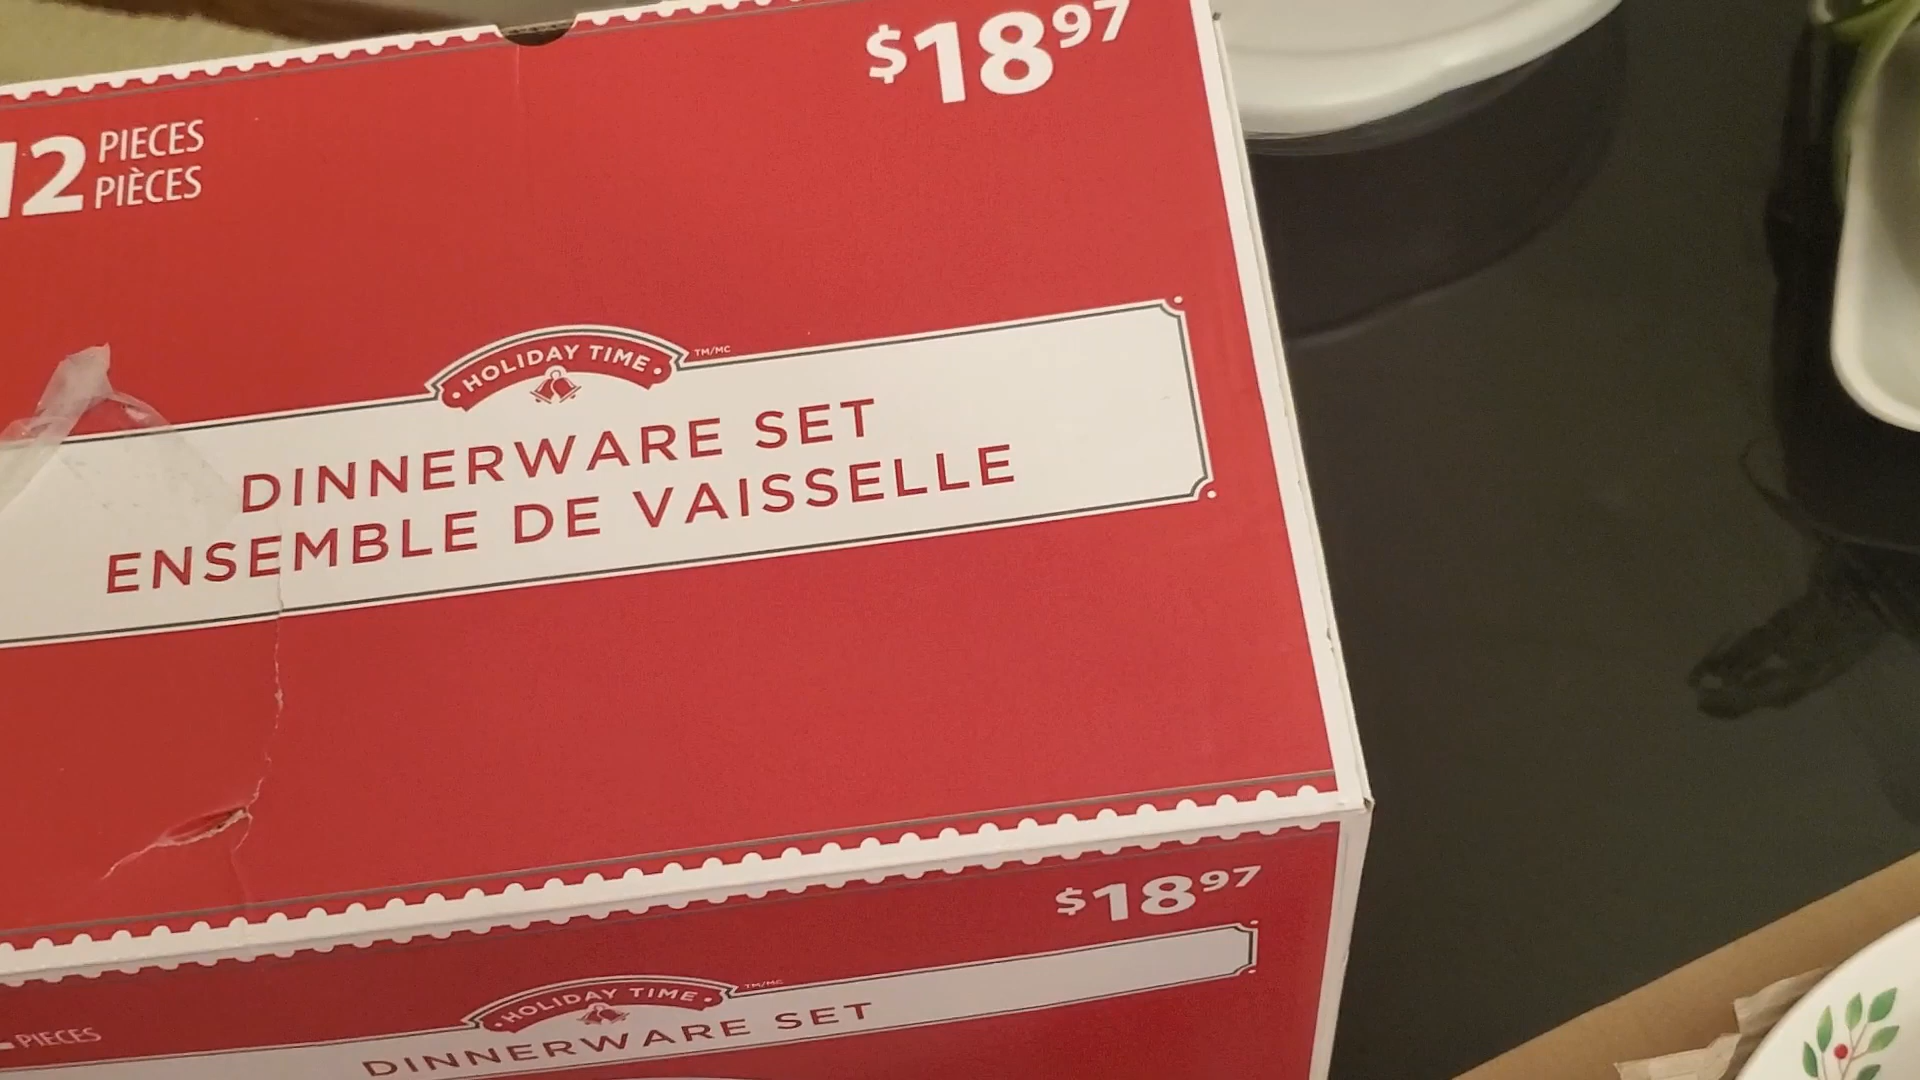 $18 97
12 PIECES
PIÈCES
HOLIDAY TIME TM/MC
DINNERWARE SET
ENSEMBLE DE VAISSELLE
$18 97
PIECES
HOLIDAY TIME TM/MC
DINNERWARE SET